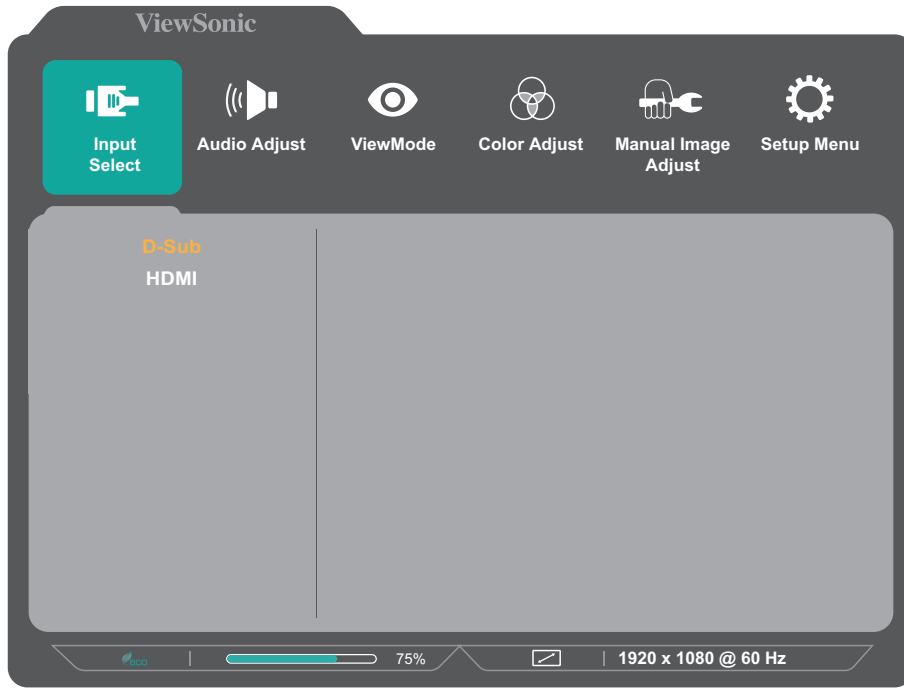 ViewSonic
Input
Select
Audio Adjust
ViewMode
Color Adjust
Manual Image
Adjust
Setup Menu
D-Sub
HDMI
eco
75%
1920 x 1080 @ 60 Hz